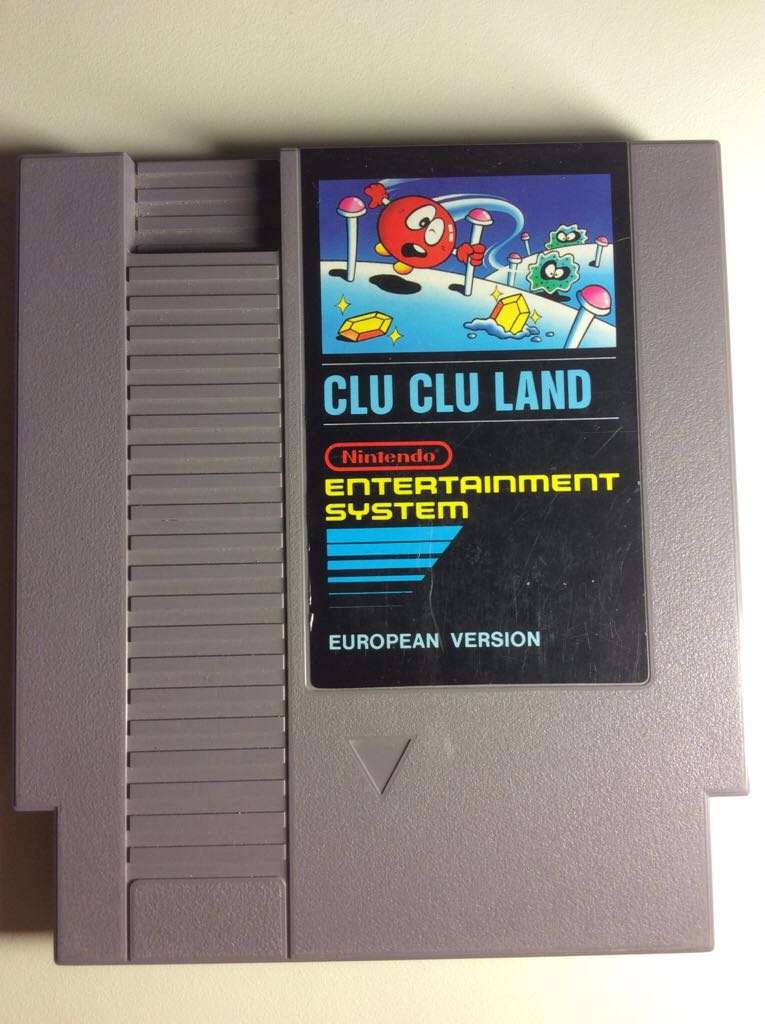 CLU CLU LAND
Nintendo®
ENTERTAINMENT
SYSTEM
EUROPEAN VERSION